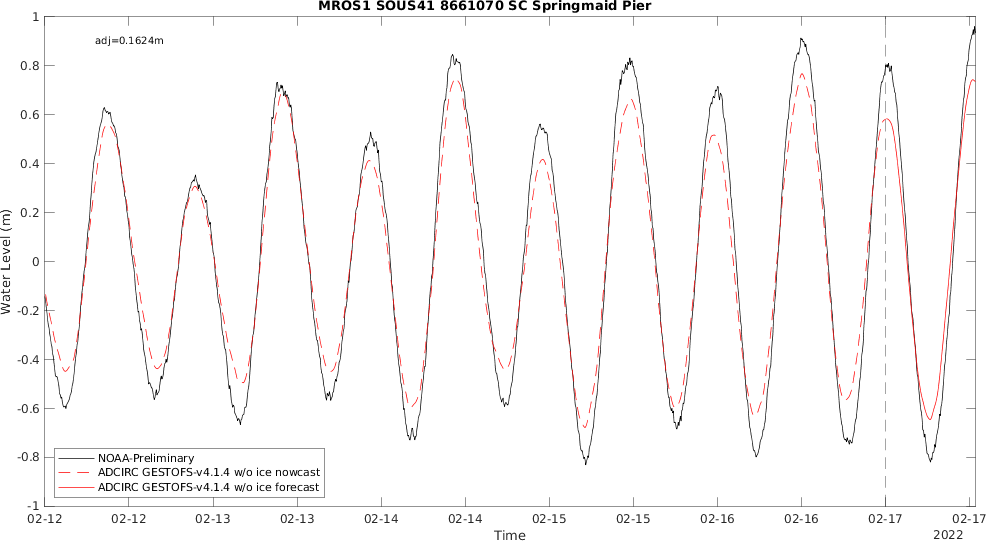 MROS1 SOUS41 8661070 SC Springmaid Pier
adj=0.1624m
1
0.8
0.6
0.4
0.2
0
-0.2
-0.4
-0.6
-0.8
-1
Water Level (m)
NOAA-Preliminary
ADCIRC GESTOFS-v4.1.4 w/o ice nowcast
ADCIRC GESTOFS-v4.1.4 w/o ice forecast
02-12 02-12 02-13 02-13 02-14 02-14 02-15 02-15 02-16 02-16 02-17 02-17
Time
2022